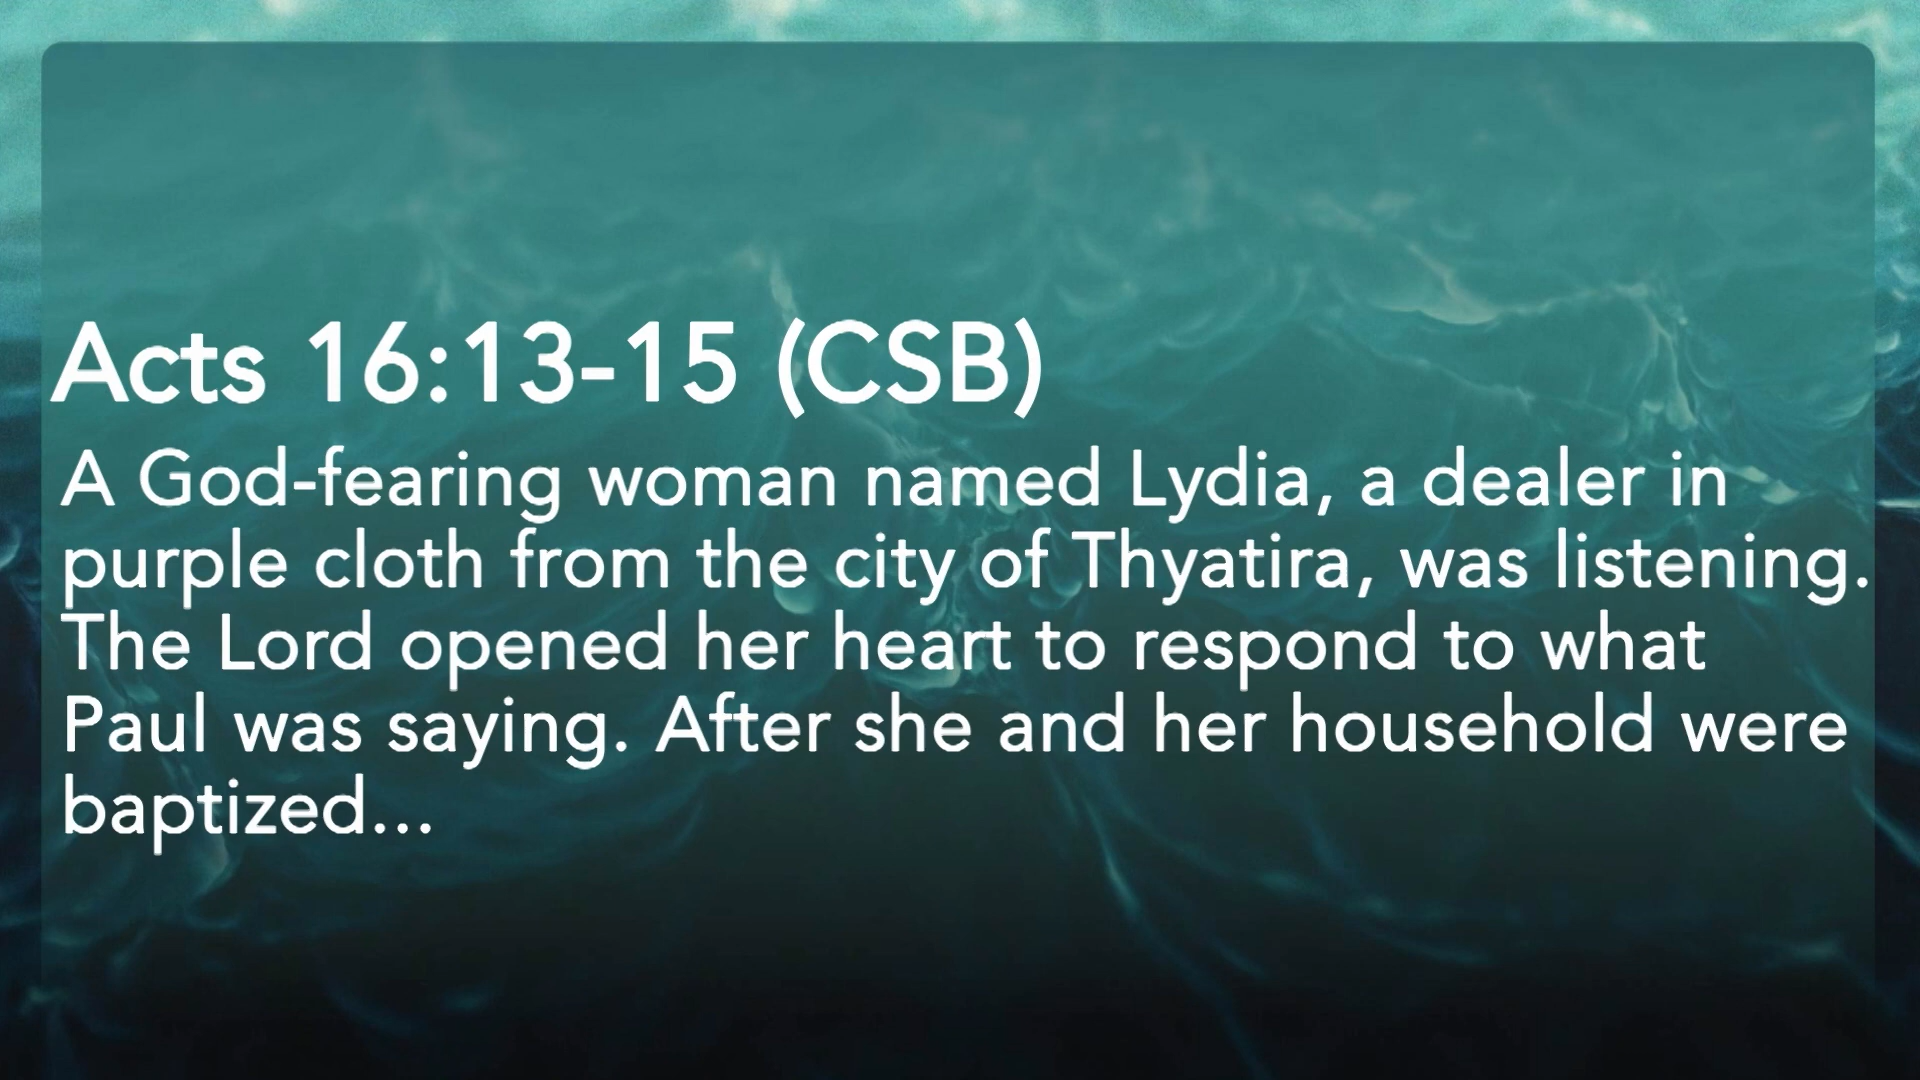 Acts 16:13-15 (CSB)
A God-fearing woman named Lydia, a dealer in
purple cloth from the city of Thyatira, was listening.
The Lord opened her heart to respond to what
Paul was saying. After she and her household were
baptized...